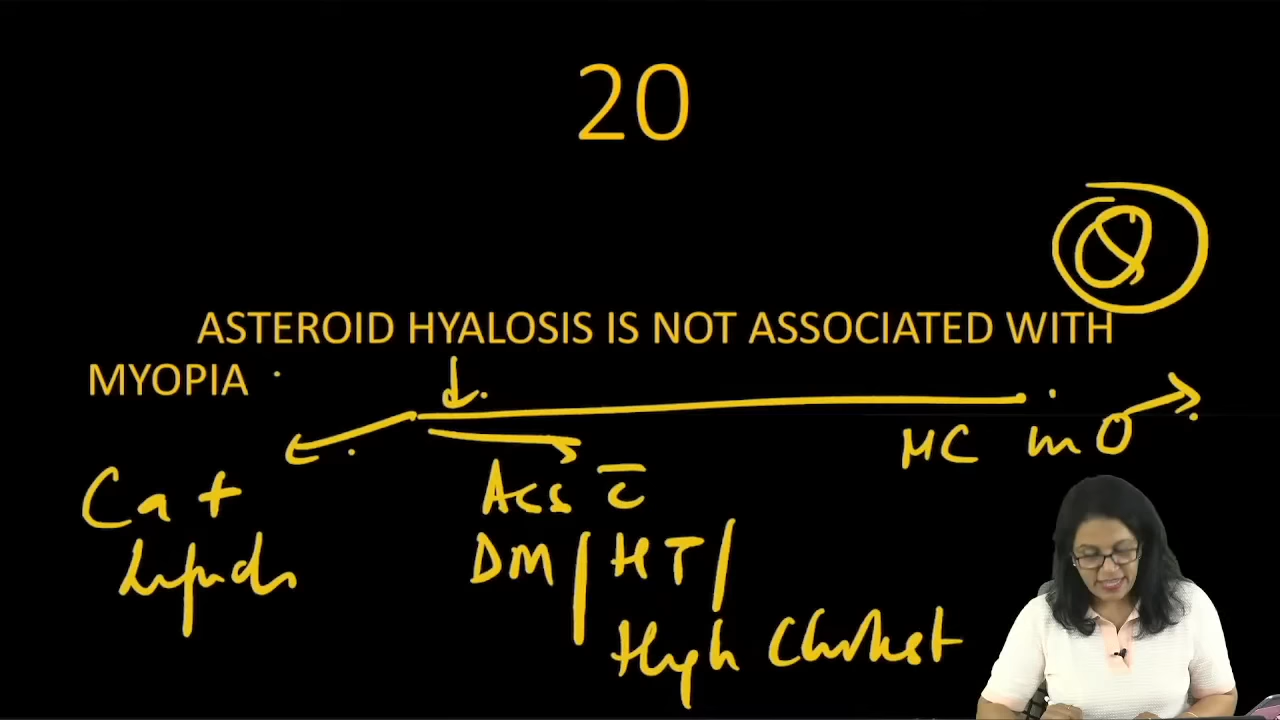 20
Q
ASTEROID HYALOSIS IS NOT ASSOCIATED WITH
MYOPIA
MC in O
Ca +
Lipids
Ass c̄
DM / HT /
High Cholest